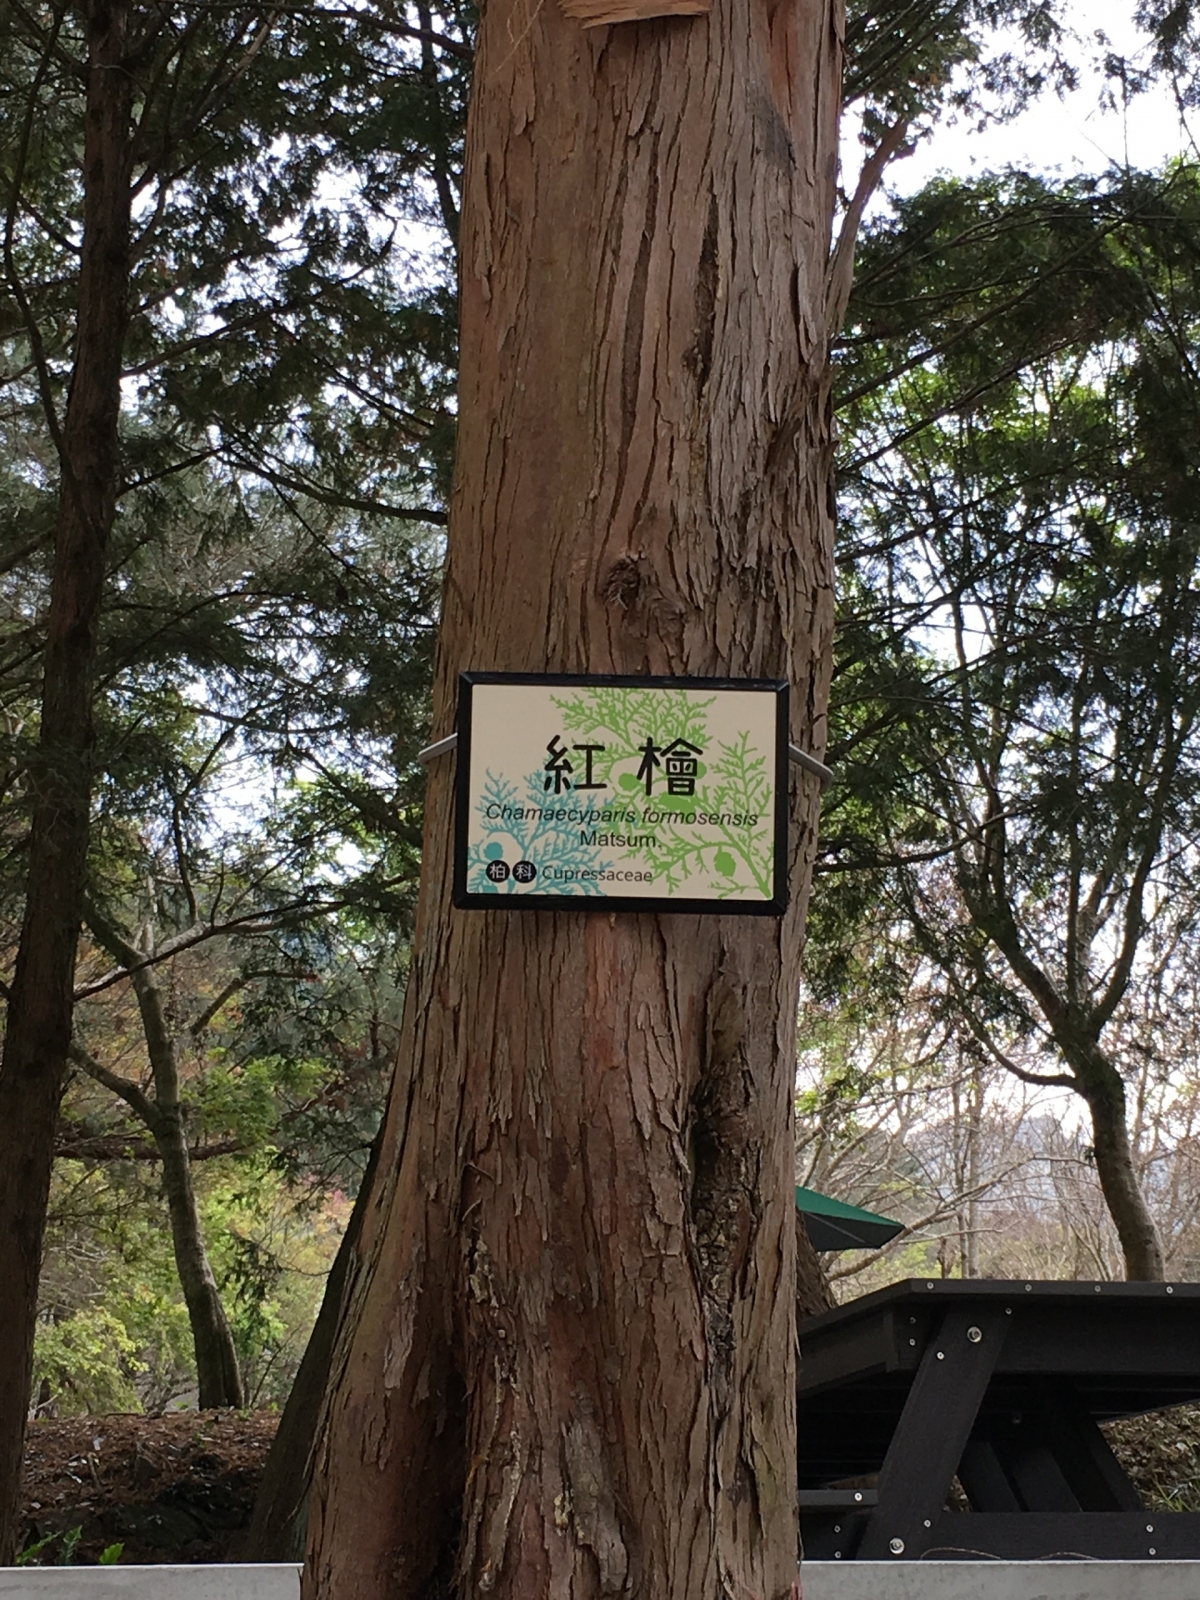 紅檜
Chamaecyparis formosensis
Matsum.
柏科 Cupressaceae